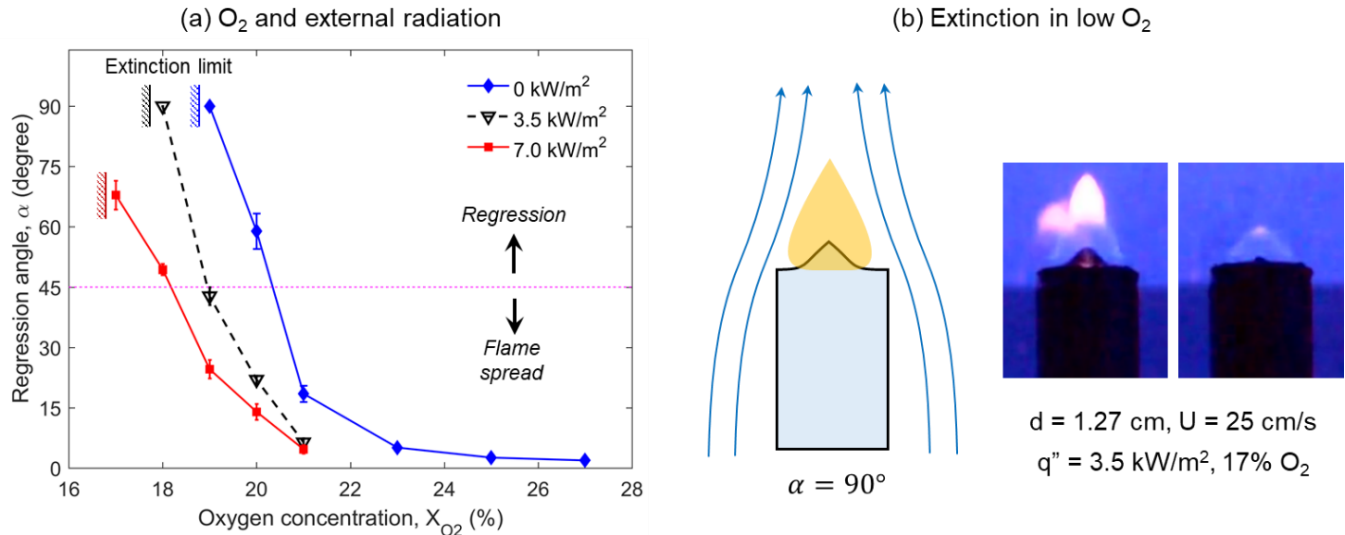 (a) O₂ and external radiation
Extinction limit
0 kW/m²
3.5 kW/m²
7.0 kW/m²
Regression
Flame
spread
90
75
60
45
30
15
0
16
18
20
22
24
26
28
Regression angle, α (degree)
Oxygen concentration, X_O2 (%)
(b) Extinction in low O₂
α = 90°
d = 1.27 cm, U = 25 cm/s
q” = 3.5 kW/m², 17% O₂